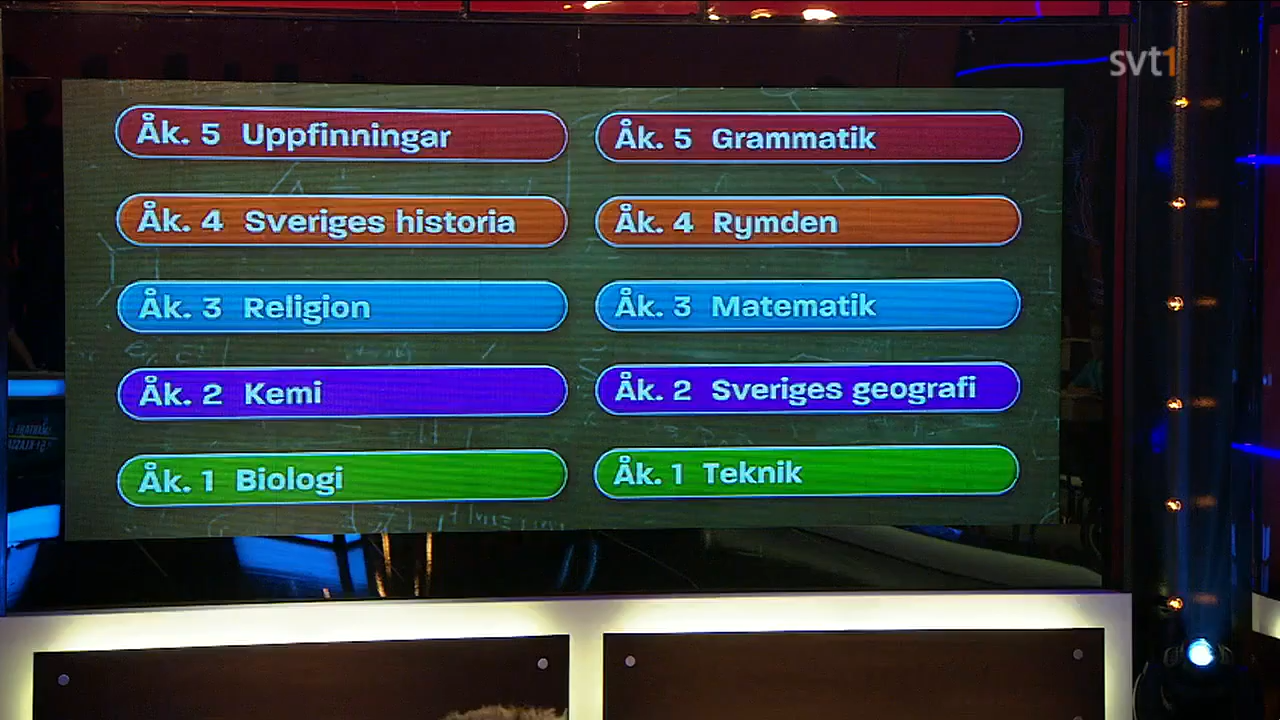 svt1
Åk. 5 Uppfinningar
Åk. 5 Grammatik
Åk. 4 Sveriges historia
Åk. 4 Rymden
Åk. 3 Religion
Åk. 3 Matematik
Åk. 2 Kemi
Åk. 2 Sveriges geografi
Åk. 1 Biologi
Åk. 1 Teknik